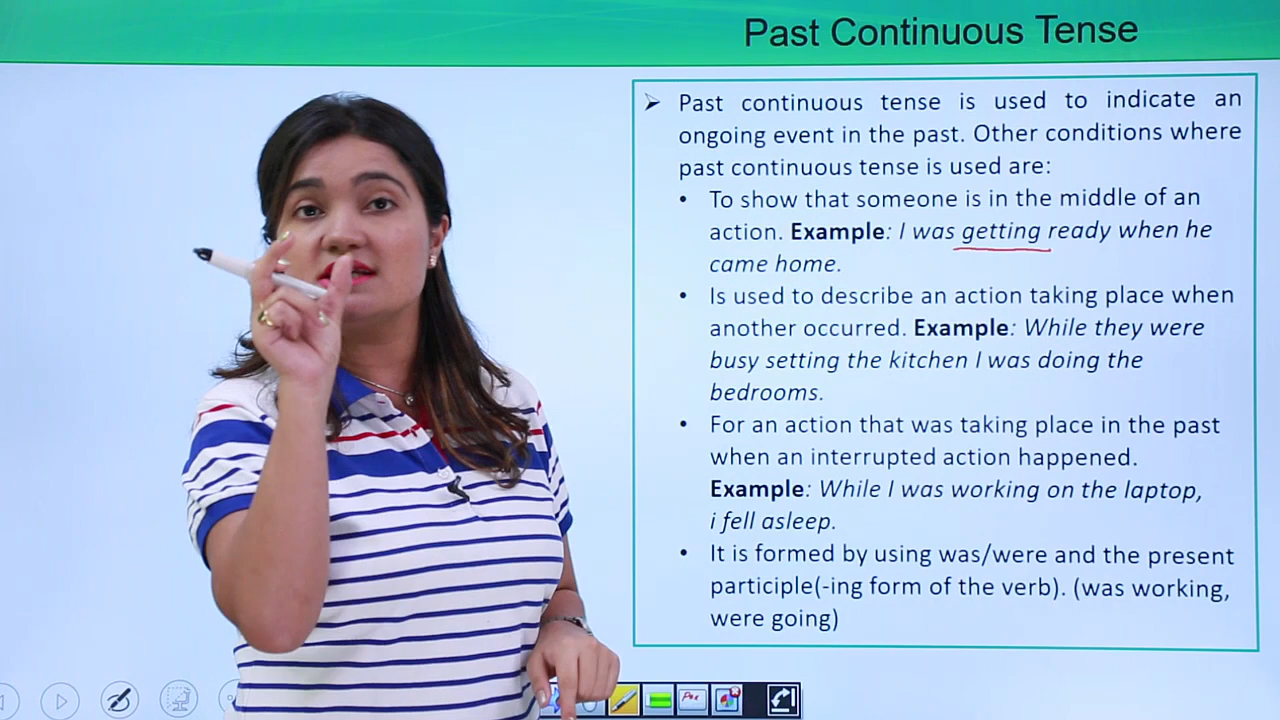 Past Continuous Tense
➢ Past continuous tense is used to indicate an
ongoing event in the past. Other conditions where
past continuous tense is used are:
• To show that someone is in the middle of an
action. Example: I was getting ready when he
came home.
• Is used to describe an action taking place when
another occurred. Example: While they were
busy setting the kitchen I was doing the
bedrooms.
• For an action that was taking place in the past
when an interrupted action happened.
Example: While I was working on the laptop,
i fell asleep.
• It is formed by using was/were and the present
participle(-ing form of the verb). (was working,
were going)